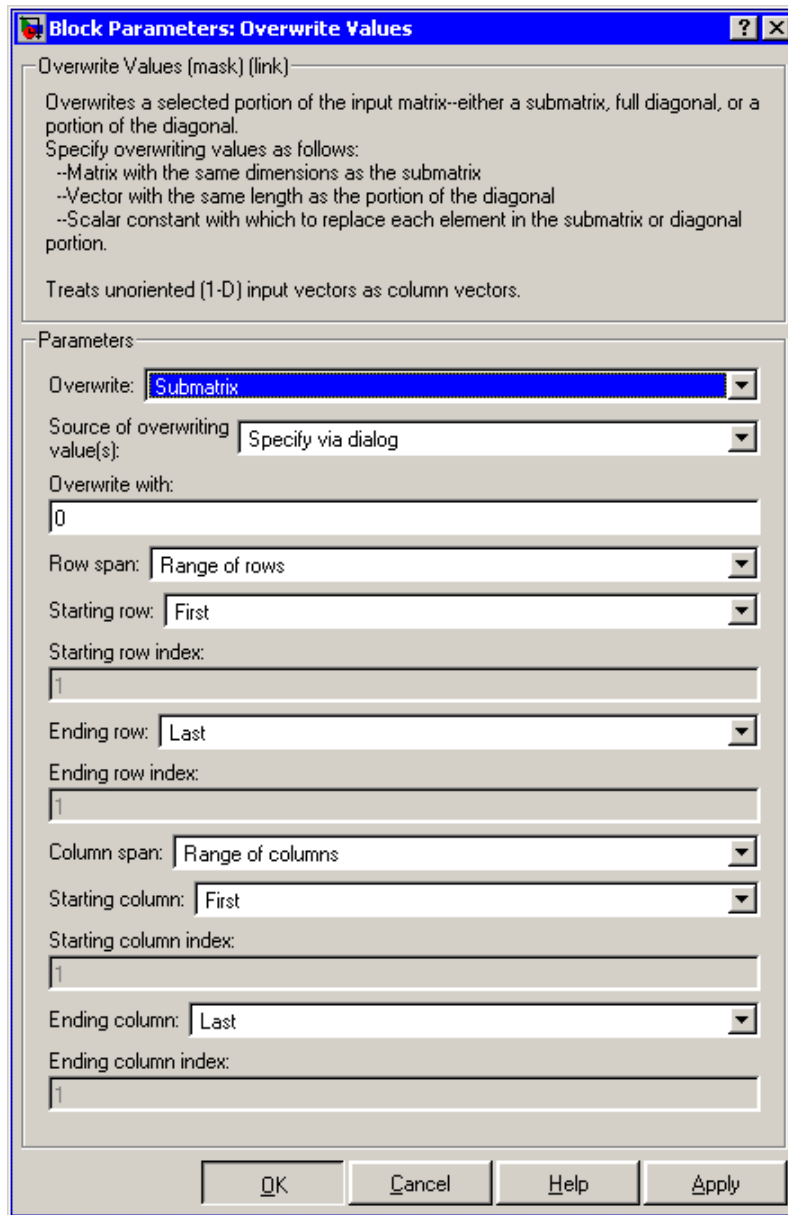 Block Parameters: Overwrite Values
Overwrite Values (mask) (link)
Overwrites a selected portion of the input matrix--either a submatrix, full diagonal, or a
portion of the diagonal.
Specify overwriting values as follows:
--Matrix with the same dimensions as the submatrix
--Vector with the same length as the portion of the diagonal
--Scalar constant with which to replace each element in the submatrix or diagonal
portion.
Treats unoriented (1-D) input vectors as column vectors.
Parameters
Overwrite: Submatrix
Source of overwriting
value(s): Specify via dialog
Overwrite with:
0
Row span: Range of rows
Starting row: First
Starting row index:
1
Ending row: Last
Ending row index:
1
Column span: Range of columns
Starting column: First
Starting column index:
1
Ending column: Last
Ending column index:
1
OK Cancel Help Apply